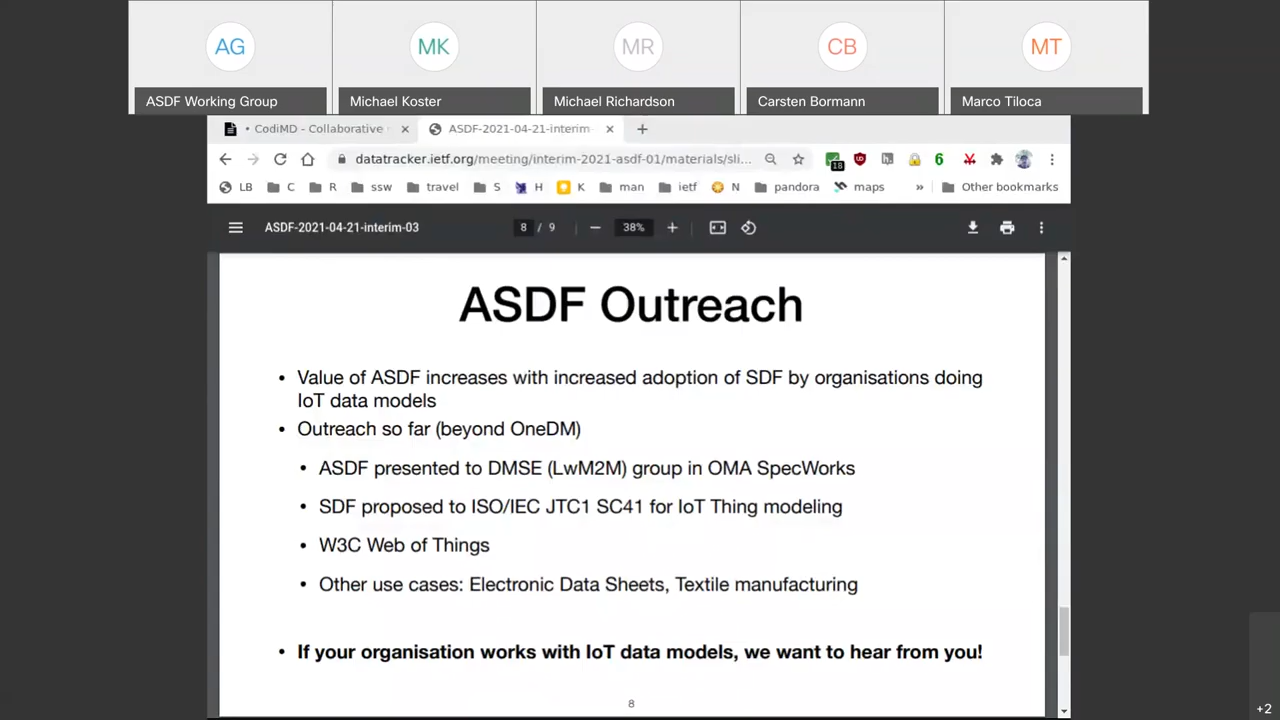 AG
MK
MR
CB
MT
ASDF Working Group
Michael Koster
Michael Richardson
Carsten Bormann
Marco Tiloca
• CodiMD - Collaborative
ASDF-2021-04-21-interim
datatracker.ietf.org/meeting/interim-2021-asdf-01/materials/sli...
18
6
LB
C
R
ssw
travel
S
H
K
man
ietf
N
pandora
maps
»
Other bookmarks
ASDF-2021-04-21-interim-03
8 / 9
38%
ASDF Outreach
• Value of ASDF increases with increased adoption of SDF by organisations doing
IoT data models
• Outreach so far (beyond OneDM)
• ASDF presented to DMSE (LwM2M) group in OMA SpecWorks
• SDF proposed to ISO/IEC JTC1 SC41 for IoT Thing modeling
• W3C Web of Things
• Other use cases: Electronic Data Sheets, Textile manufacturing
• If your organisation works with IoT data models, we want to hear from you!
8
+2